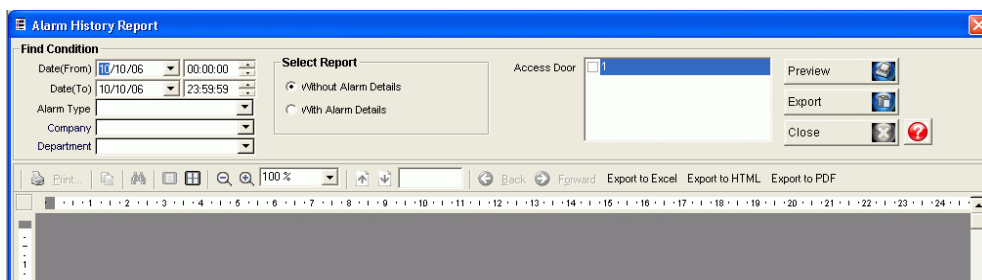 Alarm History Report
Find Condition
Date(From) 10/10/06 00:00:00
Date(To) 10/10/06 23:59:59
Alarm Type
Company
Department
Select Report
Without Alarm Details
With Alarm Details
Access Door 1
Preview
Export
Close
Print... 100 % Back Forward Export to Excel Export to HTML Export to PDF
1 2 3 4 5 6 7 8 9 10 11 12 13 14 15 16 17 18 19 20 21 22 23 24
1